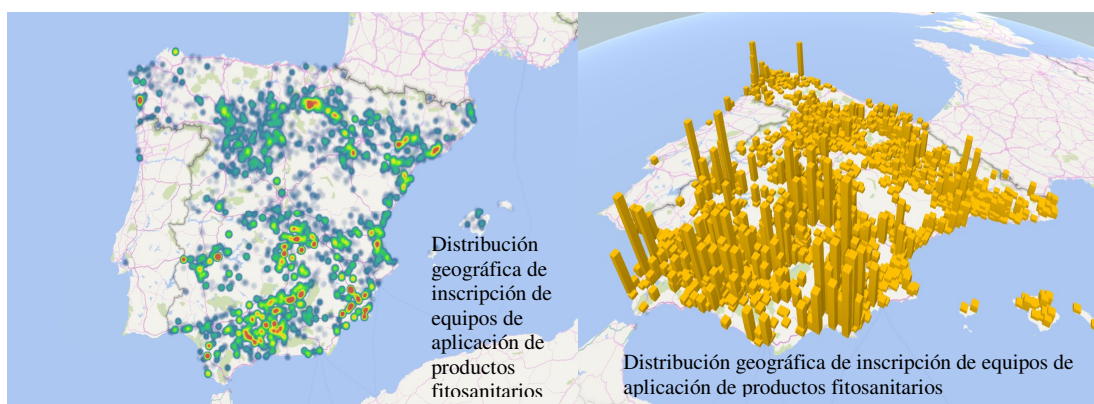 Distribución
geográfica de
inscripción de
equipos de
aplicación de
productos
fitosanitarios
Distribución geográfica de inscripción de equipos de
aplicación de productos fitosanitarios